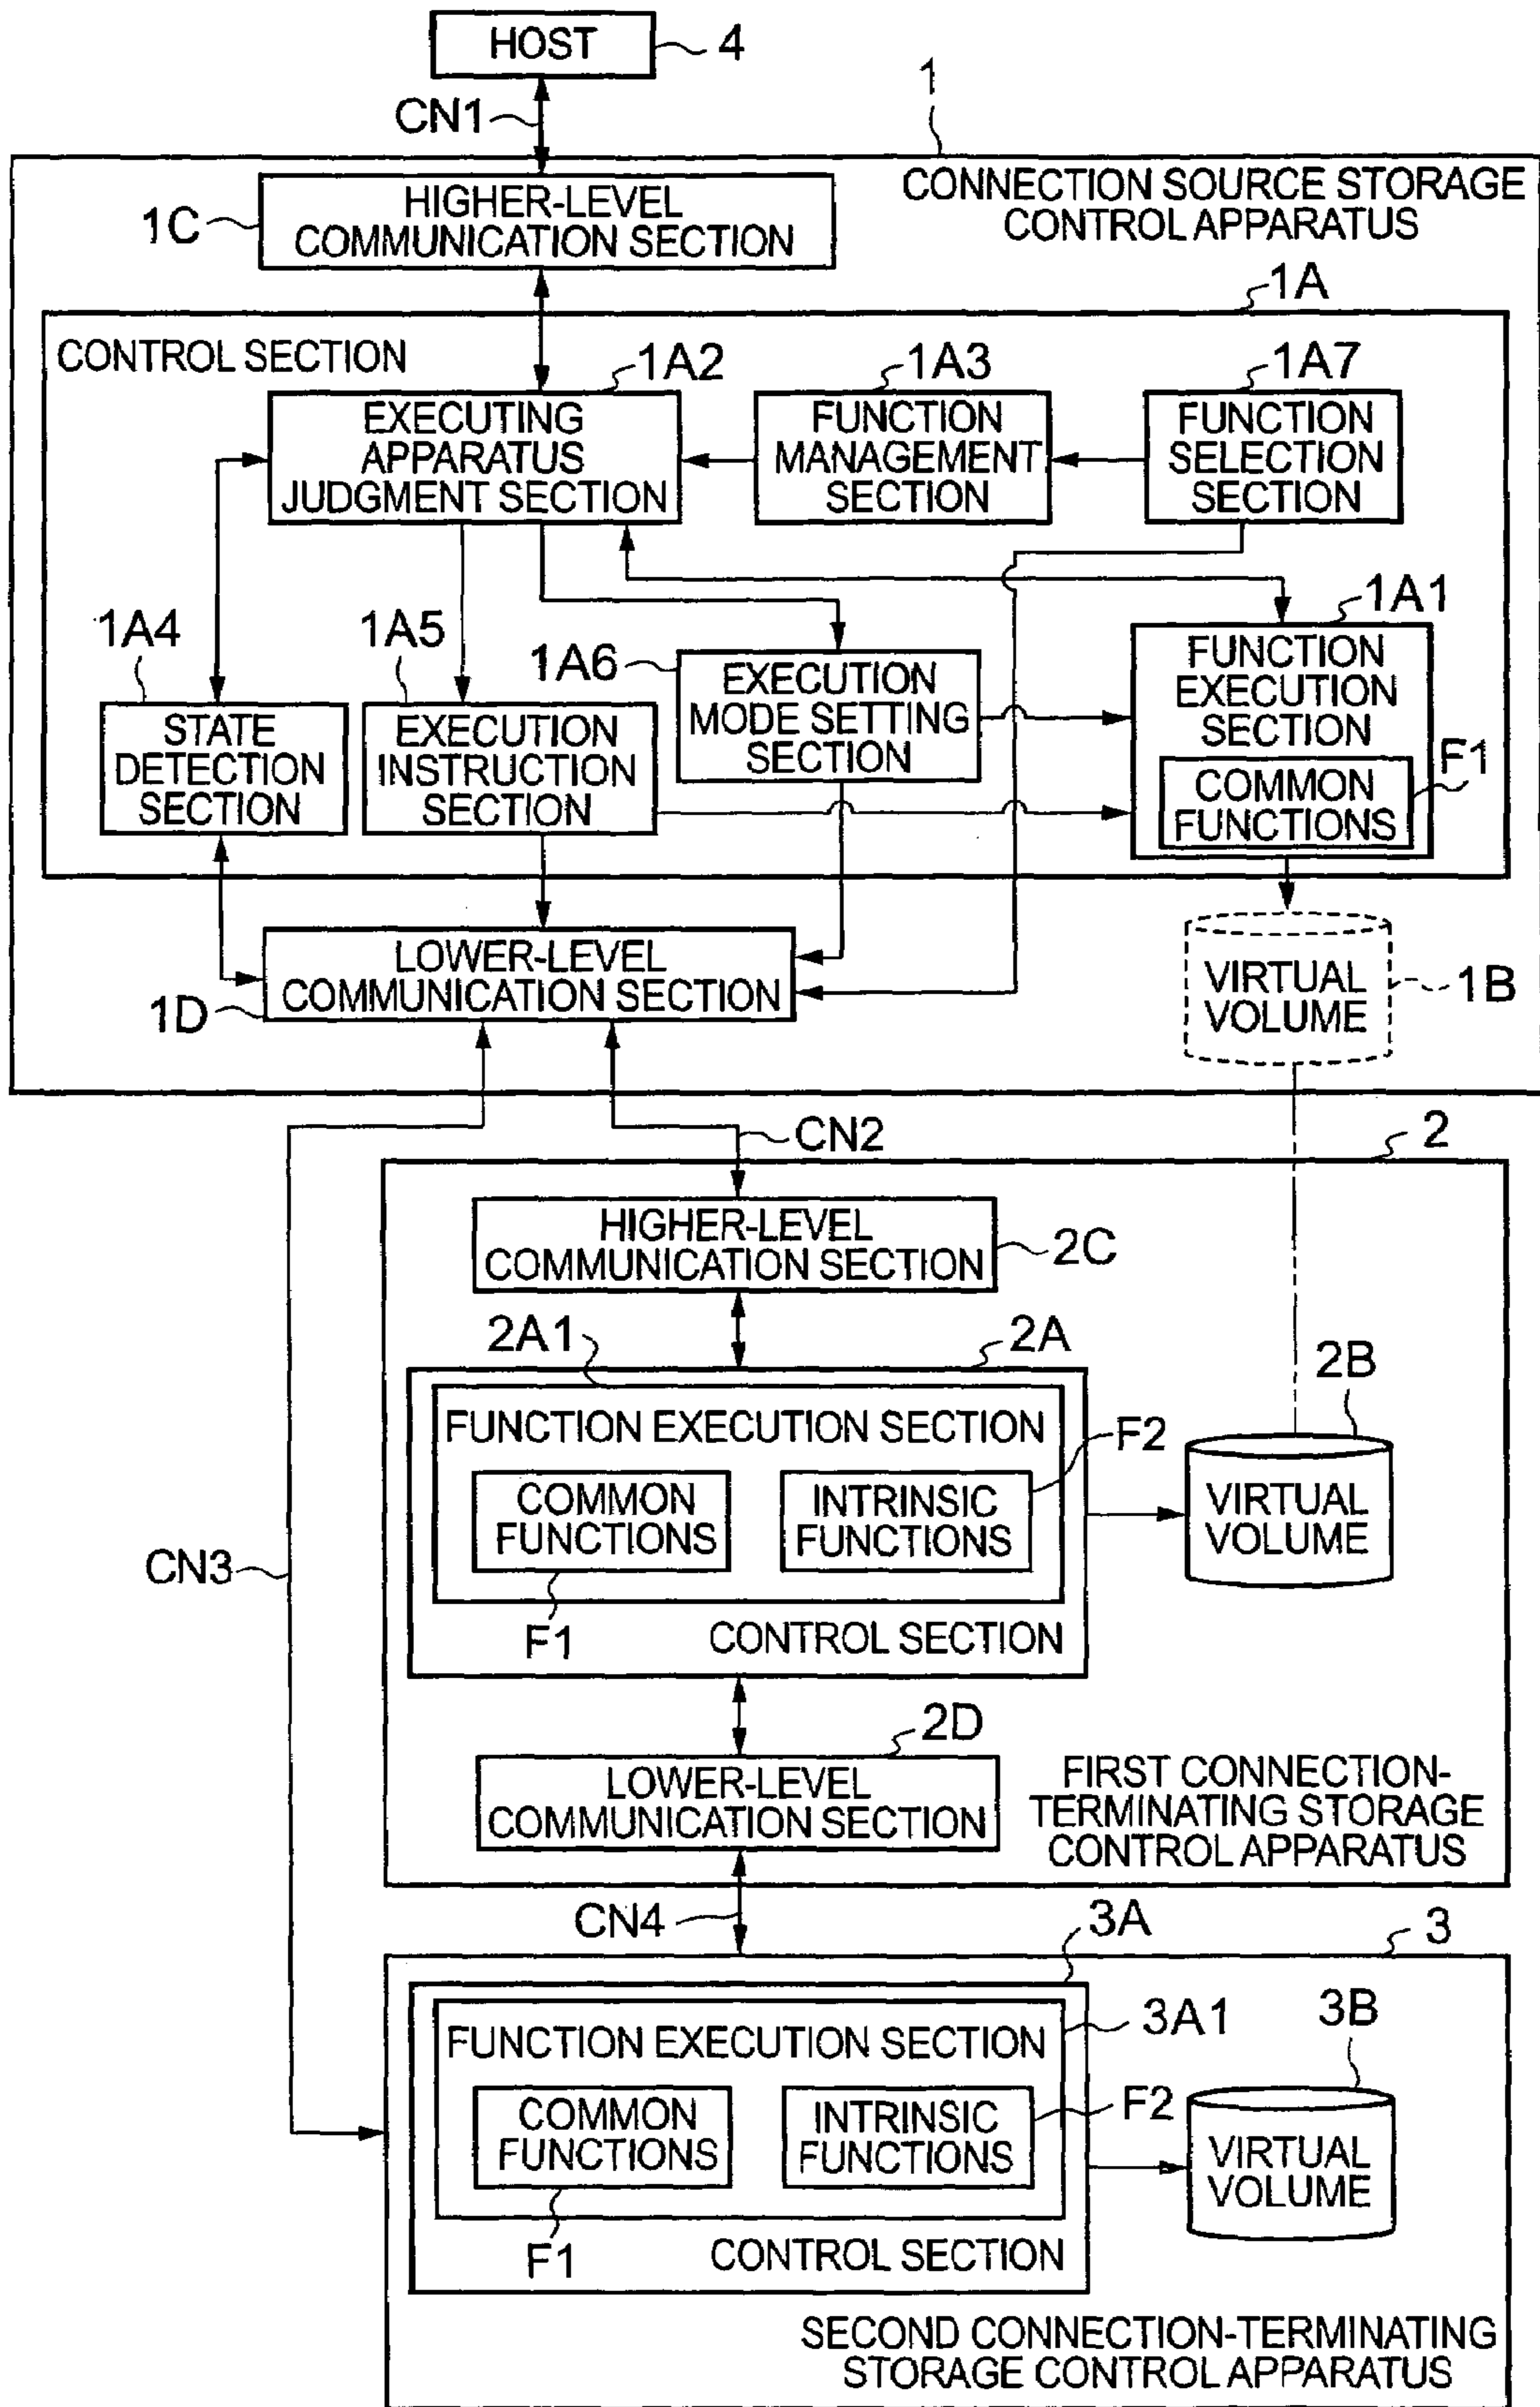 HOST
4
CN1
1
CONNECTION SOURCE STORAGE
CONTROL APPARATUS
HIGHER-LEVEL
COMMUNICATION SECTION
1C
1A
CONTROL SECTION
1A2
EXECUTING
APPARATUS
JUDGMENT SECTION
1A3
FUNCTION
MANAGEMENT
SECTION
1A7
FUNCTION
SELECTION
SECTION
1A4
STATE
DETECTION
SECTION
1A5
EXECUTION
INSTRUCTION
SECTION
1A6
EXECUTION
MODE SETTING
SECTION
1A1
FUNCTION
EXECUTION
SECTION
F1
COMMON
FUNCTIONS
LOWER-LEVEL
COMMUNICATION SECTION
1D
VIRTUAL
VOLUME
1B
CN2
2
HIGHER-LEVEL
COMMUNICATION SECTION
2C
2A1
2A
2B
FUNCTION EXECUTION SECTION
F2
COMMON
FUNCTIONS
INTRINSIC
FUNCTIONS
VIRTUAL
VOLUME
CN3
F1
CONTROL SECTION
2D
LOWER-LEVEL
COMMUNICATION SECTION
FIRST CONNECTION-
TERMINATING STORAGE
CONTROL APPARATUS
CN4
3A
3
FUNCTION EXECUTION SECTION
3A1
3B
COMMON
FUNCTIONS
INTRINSIC
FUNCTIONS
F2
VIRTUAL
VOLUME
F1
CONTROL SECTION
SECOND CONNECTION-TERMINATING
STORAGE CONTROL APPARATUS